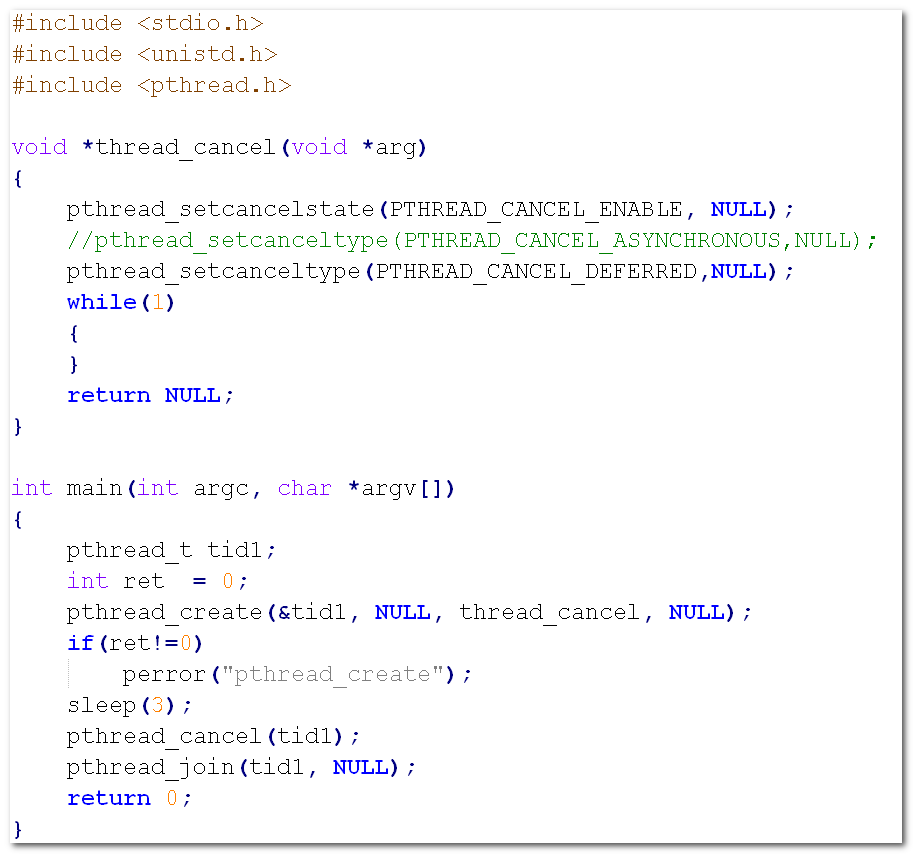 #include <stdio.h>
#include <unistd.h>
#include <pthread.h>

void *thread_cancel(void *arg)
{
    pthread_setcancelstate(PTHREAD_CANCEL_ENABLE, NULL);
    //pthread_setcanceltype(PTHREAD_CANCEL_ASYNCHRONOUS,NULL);
    pthread_setcanceltype(PTHREAD_CANCEL_DEFERRED,NULL);
    while(1)
    {
    }
    return NULL;
}

int main(int argc, char *argv[])
{
    pthread_t tid1;
    int ret  = 0;
    pthread_create(&tid1, NULL, thread_cancel, NULL);
    if(ret!=0)
        perror("pthread_create");
    sleep(3);
    pthread_cancel(tid1);
    pthread_join(tid1, NULL);
    return 0;
}